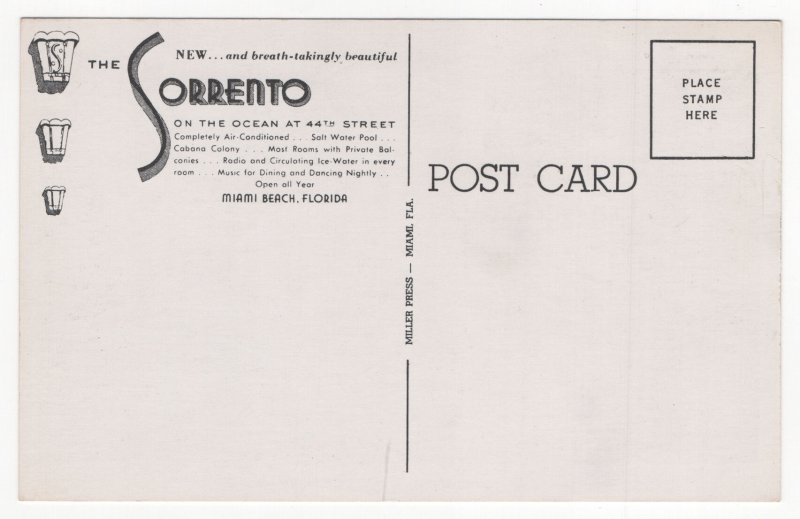 NEW...and breath-takingly beautiful
THE SORRENTO
ON THE OCEAN AT 44TH STREET
Completely Air-Conditioned . . . Salt Water Pool . . .
Cabana Colony . . . Most Rooms with Private Bal-
conies . . . Radio and Circulating Ice-Water in every
room . . . Music for Dining and Dancing Nightly . .
Open all Year
MIAMI BEACH, FLORIDA
MILLER PRESS — MIAMI, FLA.
POST CARD
PLACE
STAMP
HERE